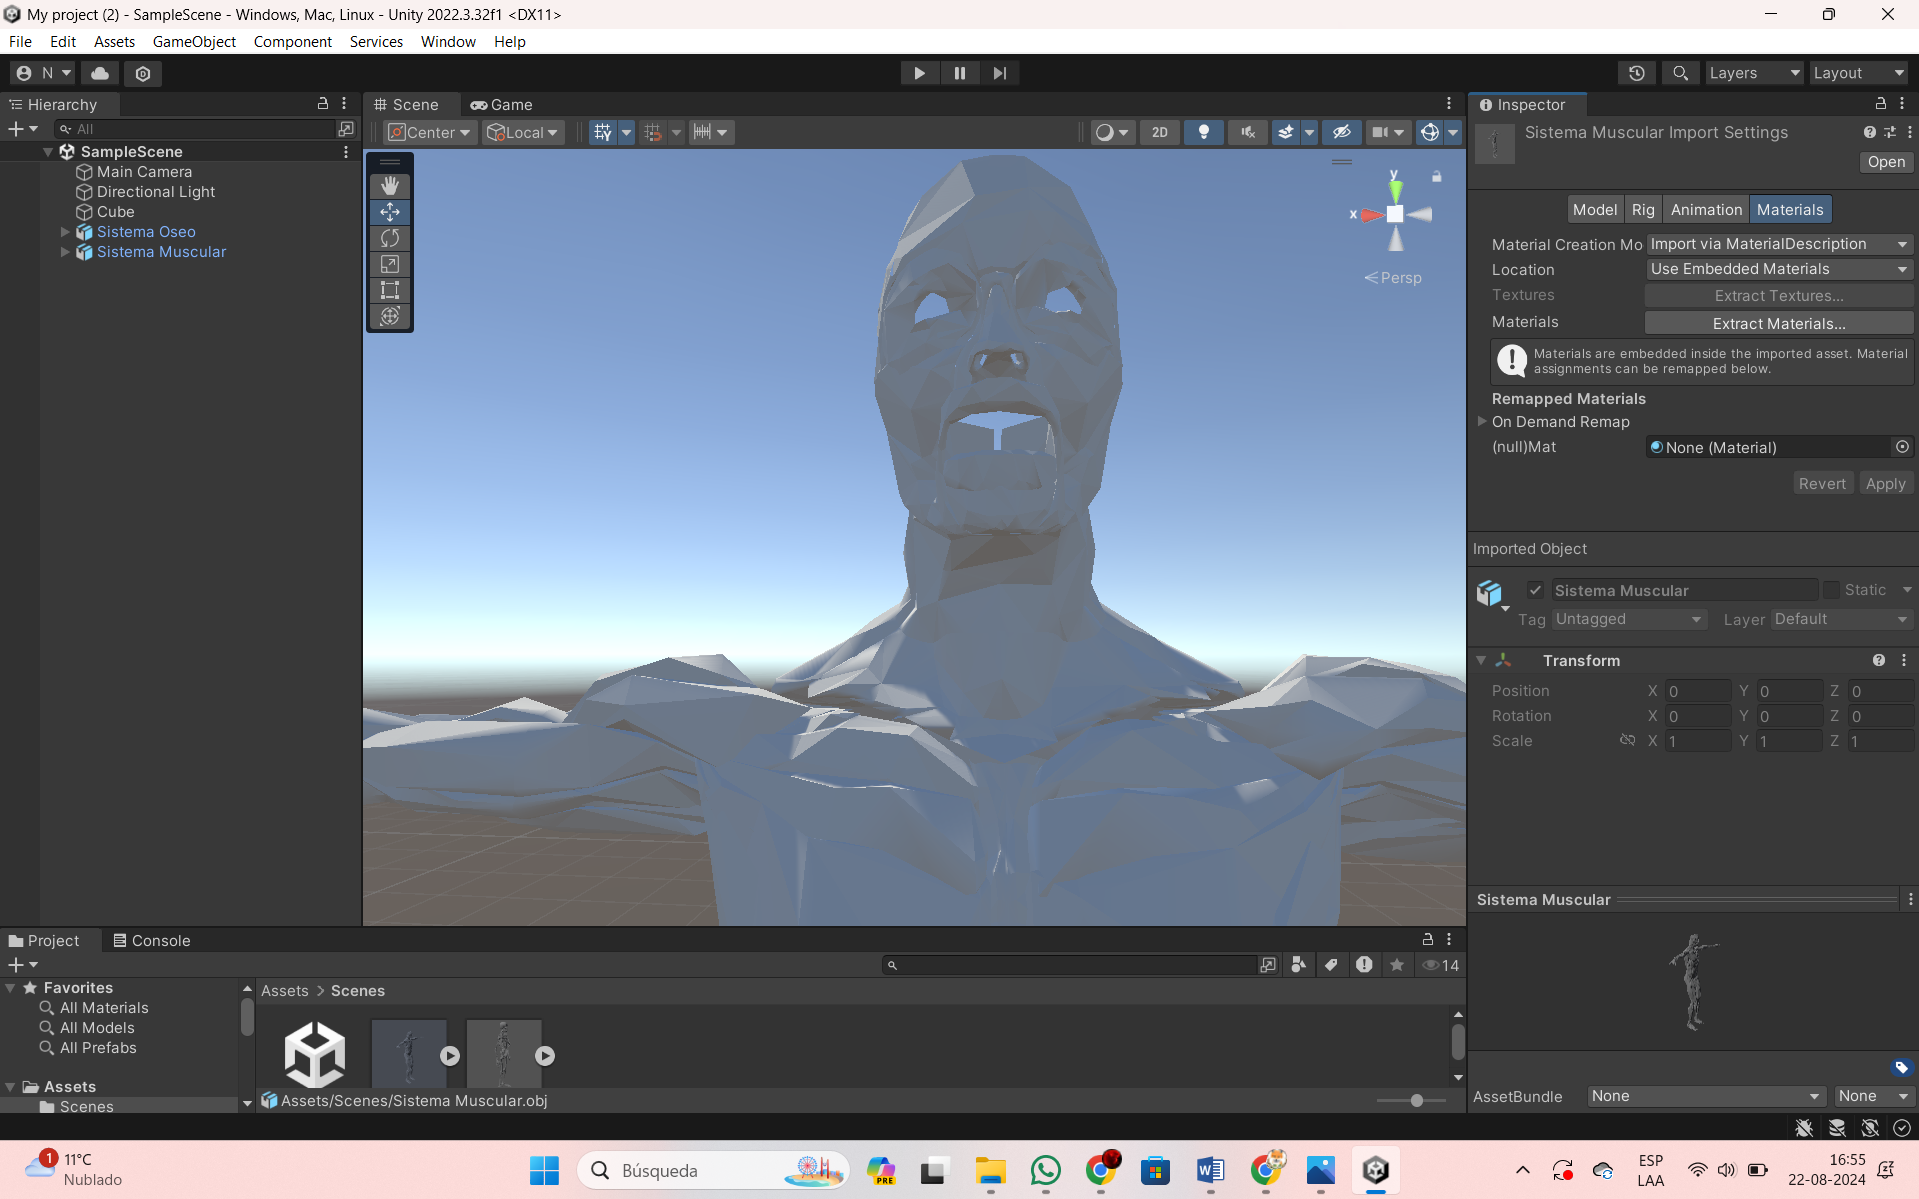 My project (2) - SampleScene - Windows, Mac, Linux - Unity 2022.3.32f1 <DX11>
File Edit Assets GameObject Component Services Window Help
N Layers Layout
Hierarchy
All
SampleScene
Main Camera
Directional Light
Cube
Sistema Oseo
Sistema Muscular
Scene Game
Center Local 2D
y
x
Persp
Inspector
Sistema Muscular Import Settings
Open
Model Rig Animation Materials
Material Creation Mo Import via MaterialDescription
Location Use Embedded Materials
Textures Extract Textures...
Materials Extract Materials...
Materials are embedded inside the imported asset. Material
assignments can be remapped below.
Remapped Materials
On Demand Remap
(null)Mat None (Material)
Revert Apply
Imported Object
Sistema Muscular Static
Tag Untagged Layer Default
Transform
Position X 0 Y 0 Z 0
Rotation X 0 Y 0 Z 0
Scale X 1 Y 1 Z 1
Sistema Muscular
AssetBundle None None
Project Console
14
Favorites
All Materials
All Models
All Prefabs
Assets
Scenes
Assets > Scenes
Assets/Scenes/Sistema Muscular.obj
1
11°C
Nublado
Búsqueda
PRE
ESP
LAA
16:55
22-08-2024